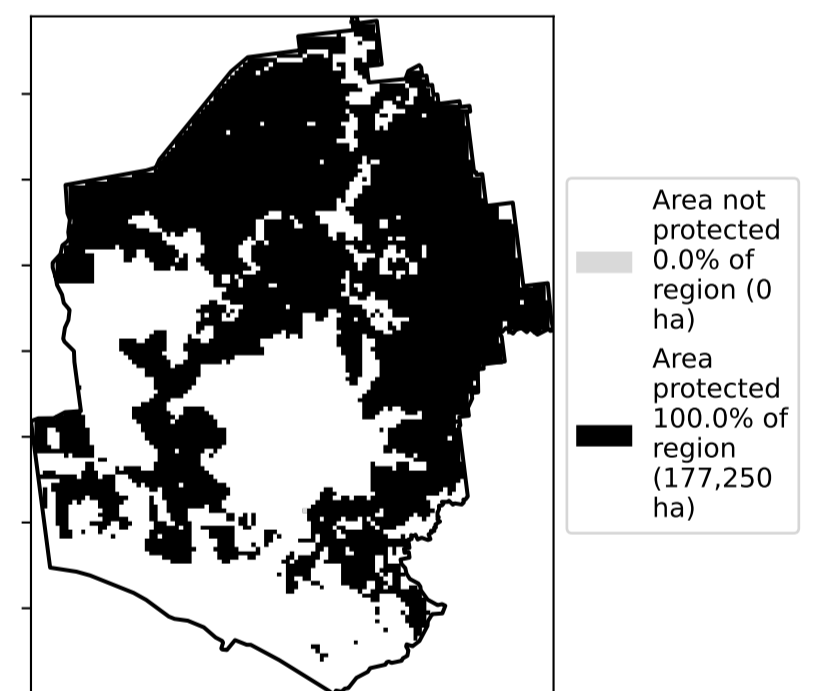 Area not
protected
0.0% of
region (0
ha)
Area
protected
100.0% of
region
(177,250
ha)